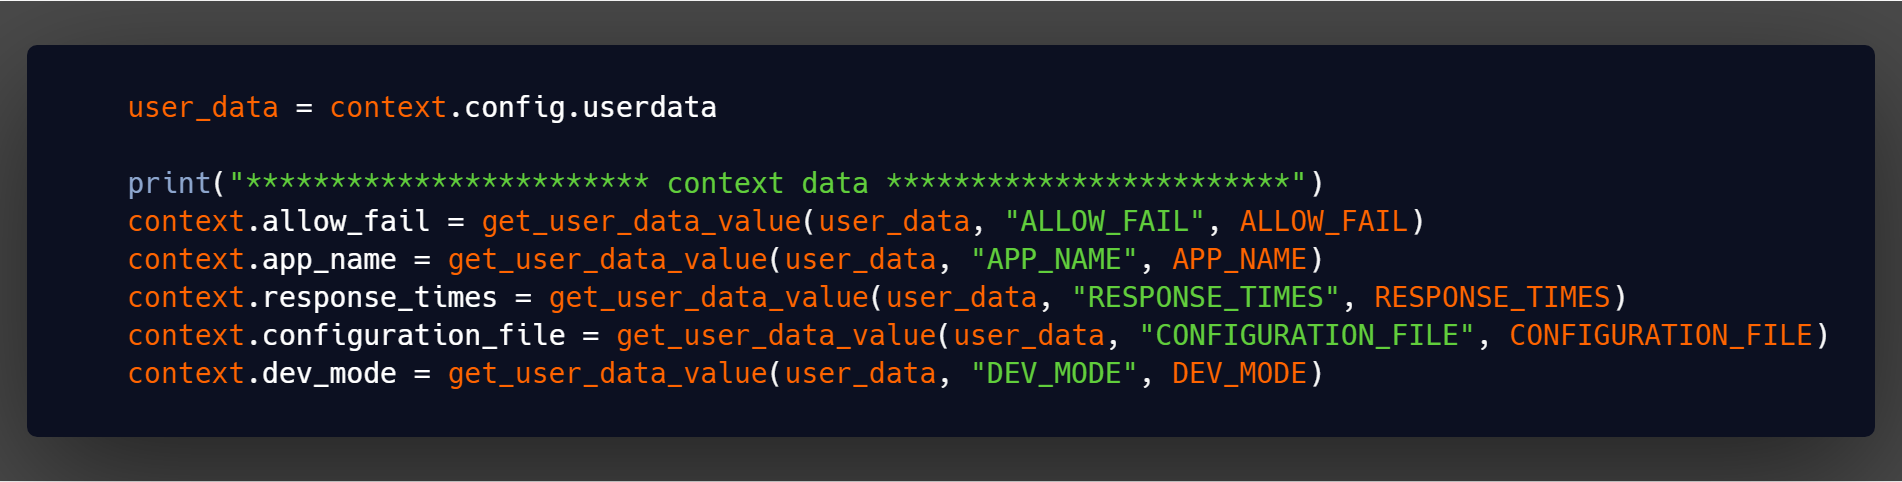 user_data = context.config.userdata
print("************************ context data ************************")
context.allow_fail = get_user_data_value(user_data, "ALLOW_FAIL", ALLOW_FAIL)
context.app_name = get_user_data_value(user_data, "APP_NAME", APP_NAME)
context.response_times = get_user_data_value(user_data, "RESPONSE_TIMES", RESPONSE_TIMES)
context.configuration_file = get_user_data_value(user_data, "CONFIGURATION_FILE", CONFIGURATION_FILE)
context.dev_mode = get_user_data_value(user_data, "DEV_MODE", DEV_MODE)